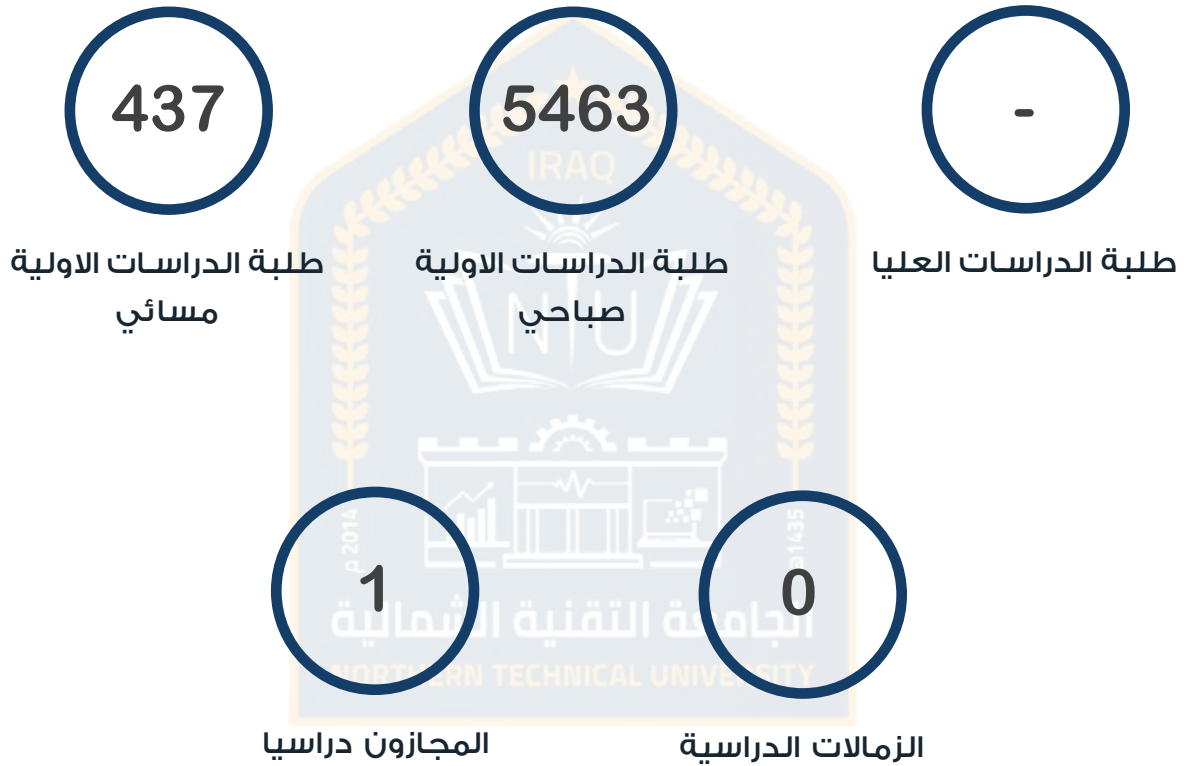 -
طلبة الدراسات العليا
5463
طلبة الدراسات الاولية
صباحي
437
طلبة الدراسات الاولية
مسائي
0
الزمالات الدراسية
1
المجازون دراسيا
IRAQ
NTU
2014 م
1435 هـ
الجامعة التقنية الشمالية
NORTHERN TECHNICAL UNIVERSITY